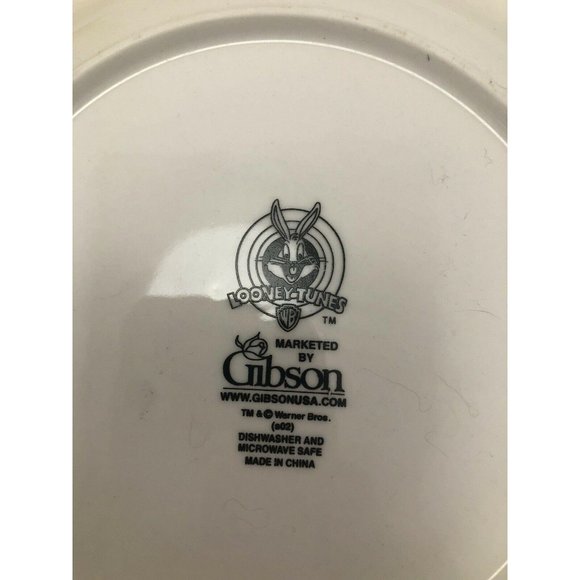 LOONEY TUNES
WB
TM
MARKETED
BY
Gibson
WWW.GIBSONUSA.COM
TM & © Warner Bros.
(s02)
DISHWASHER AND
MICROWAVE SAFE
MADE IN CHINA